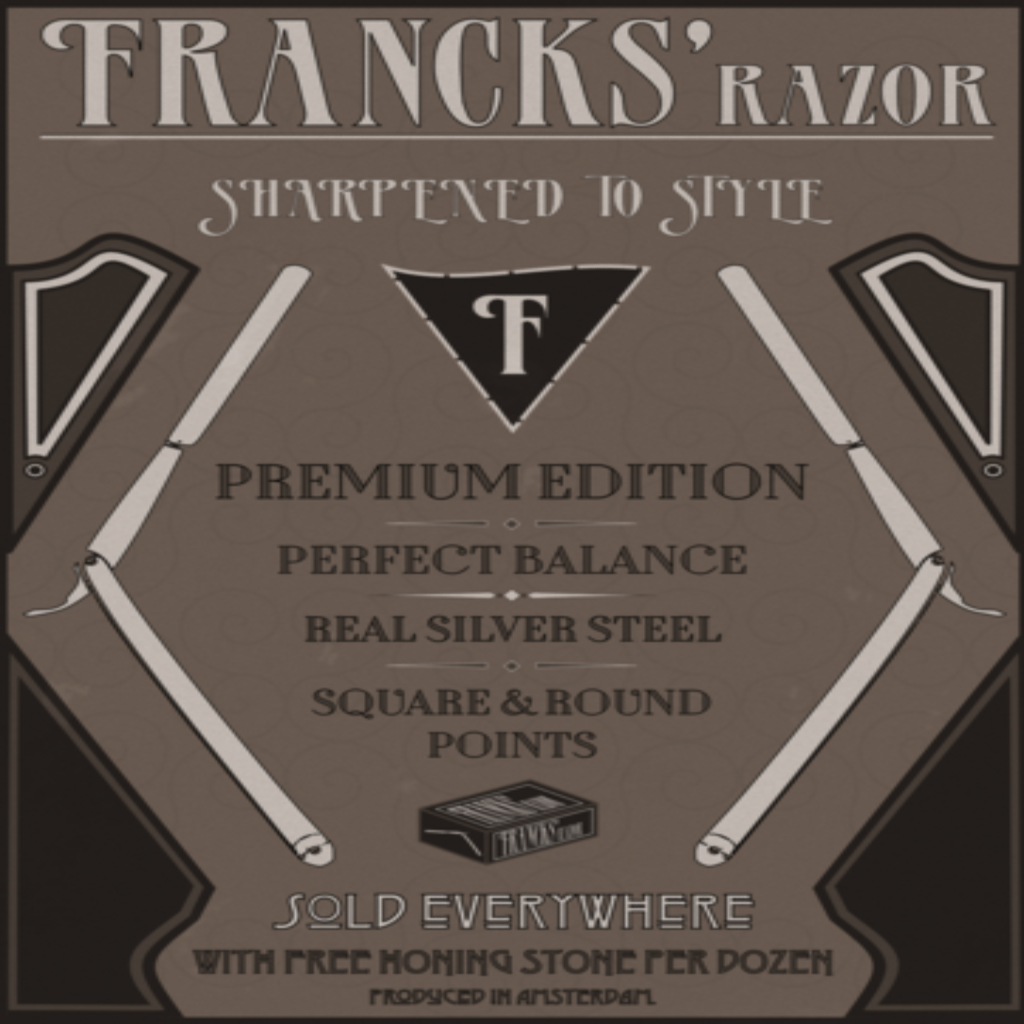 FRANCKS' RAZOR
SHARPENED TO STYLE
F
PREMIUM EDITION
PERFECT BALANCE
REAL SILVER STEEL
SQUARE & ROUND
POINTS
FRANCKS'
SOLD EVERYWHERE
WITH FREE HONING STONE PER DOZEN
PRODUCED IN AMSTERDAM